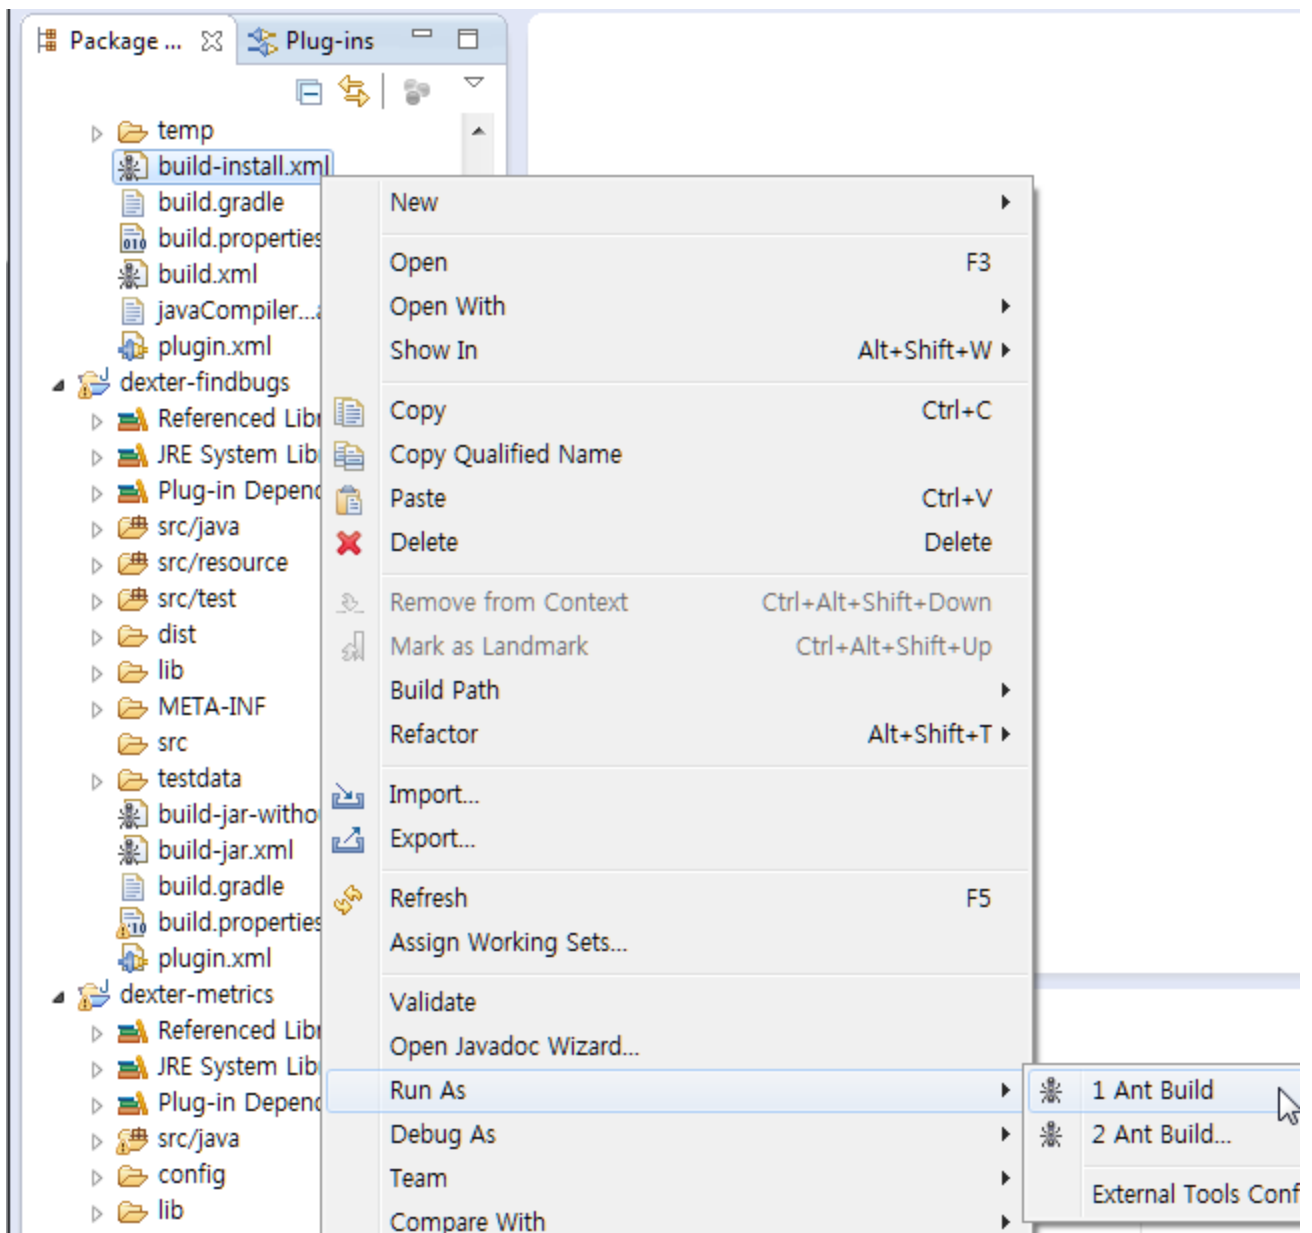 Package ... Plug-ins
temp
build-install.xml
build.gradle
build.properties
build.xml
javaCompiler...
plugin.xml
dexter-findbugs
Referenced Libr
JRE System Lib
Plug-in Depend
src/java
src/resource
src/test
dist
lib
META-INF
src
testdata
build-jar-witho
build-jar.xml
build.gradle
build.properties
plugin.xml
dexter-metrics
Referenced Libr
JRE System Lib
Plug-in Depend
src/java
config
lib
New
Open F3
Open With
Show In Alt+Shift+W
Copy Ctrl+C
Copy Qualified Name
Paste Ctrl+V
Delete Delete
Remove from Context Ctrl+Alt+Shift+Down
Mark as Landmark Ctrl+Alt+Shift+Up
Build Path
Refactor Alt+Shift+T
Import...
Export...
Refresh F5
Assign Working Sets...
Validate
Open Javadoc Wizard...
Run As
Debug As
Team
Compare With
1 Ant Build
2 Ant Build...
External Tools Conf